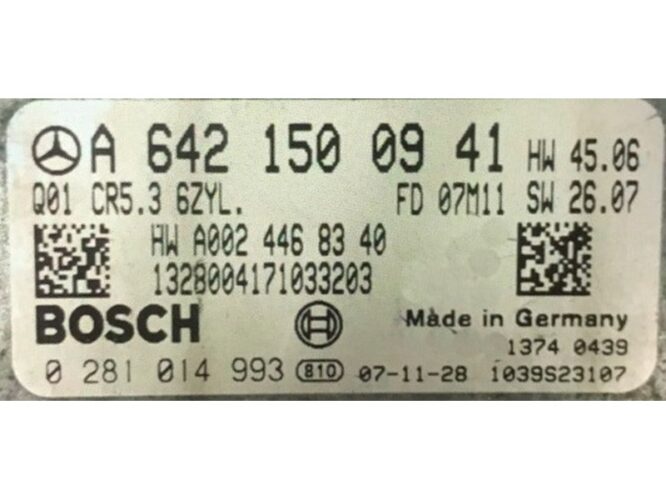 A 642 150 09 41 HW 45.06
Q01 CR5.3 6ZYL. FD 07M11 SW 26.07
HW A002 446 83 40
1328004171033203
BOSCH Made in Germany
1374 0439
0 281 014 993 810 07-11-28 1039S23107